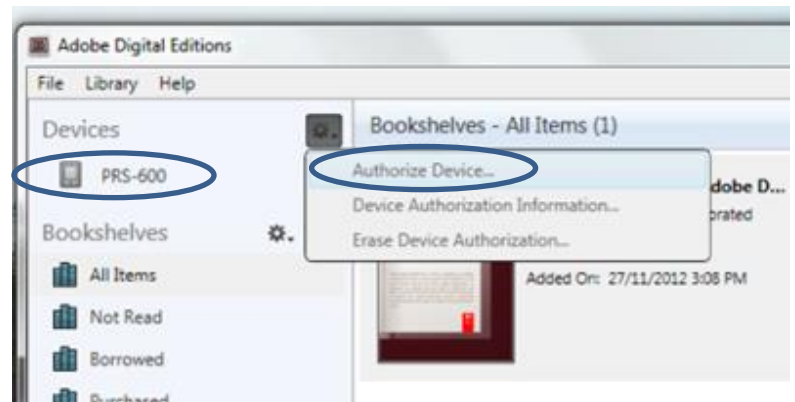 Adobe Digital Editions
File Library Help
Devices
PRS-600
Bookshelves
All Items
Not Read
Borrowed
Purchased
Bookshelves - All Items (1)
Authorize Device...
Device Authorization Information...
Erase Device Authorization...
dobe D...
orated
Added On: 27/11/2012 3:08 PM